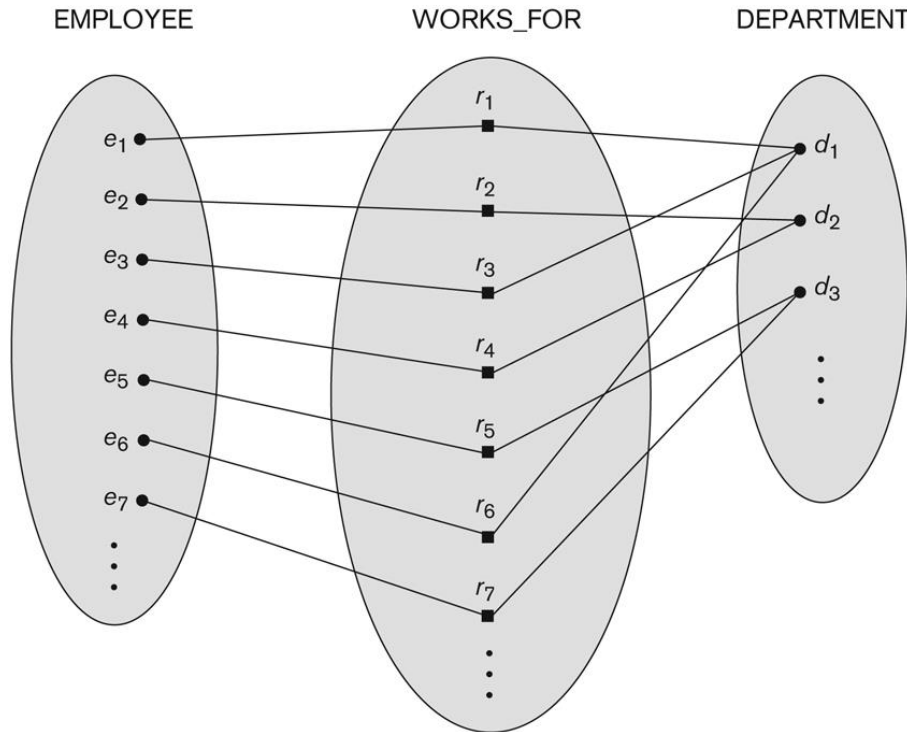 EMPLOYEE WORKS_FOR DEPARTMENT
e₁
e₂
e₃
e₄
e₅
e₆
e₇
r₁
r₂
r₃
r₄
r₅
r₆
r₇
d₁
d₂
d₃